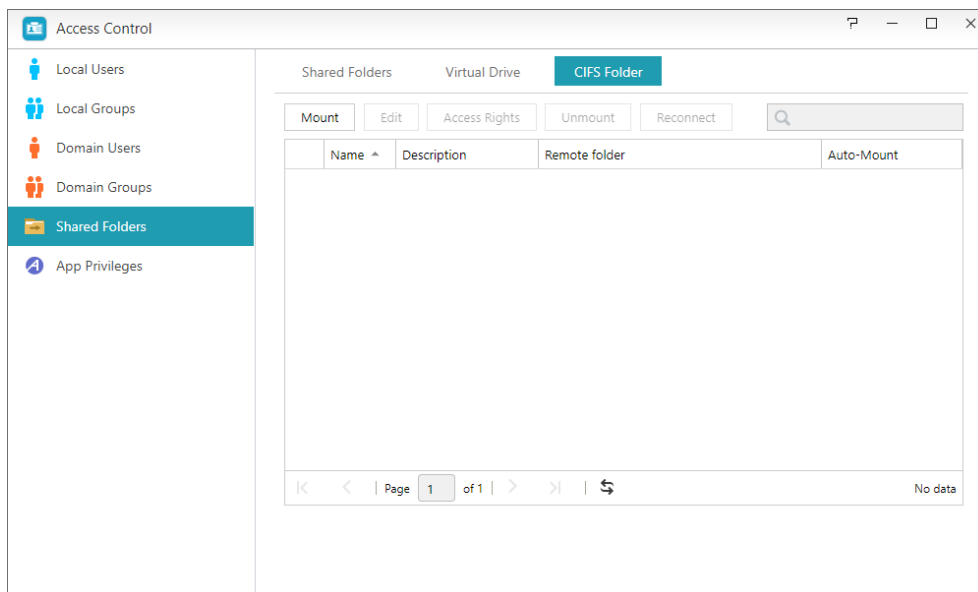 Access Control
Local Users
Local Groups
Domain Users
Domain Groups
Shared Folders
App Privileges
Shared Folders Virtual Drive CIFS Folder
Mount Edit Access Rights Unmount Reconnect
Name Description Remote folder Auto-Mount
Page 1 of 1 No data